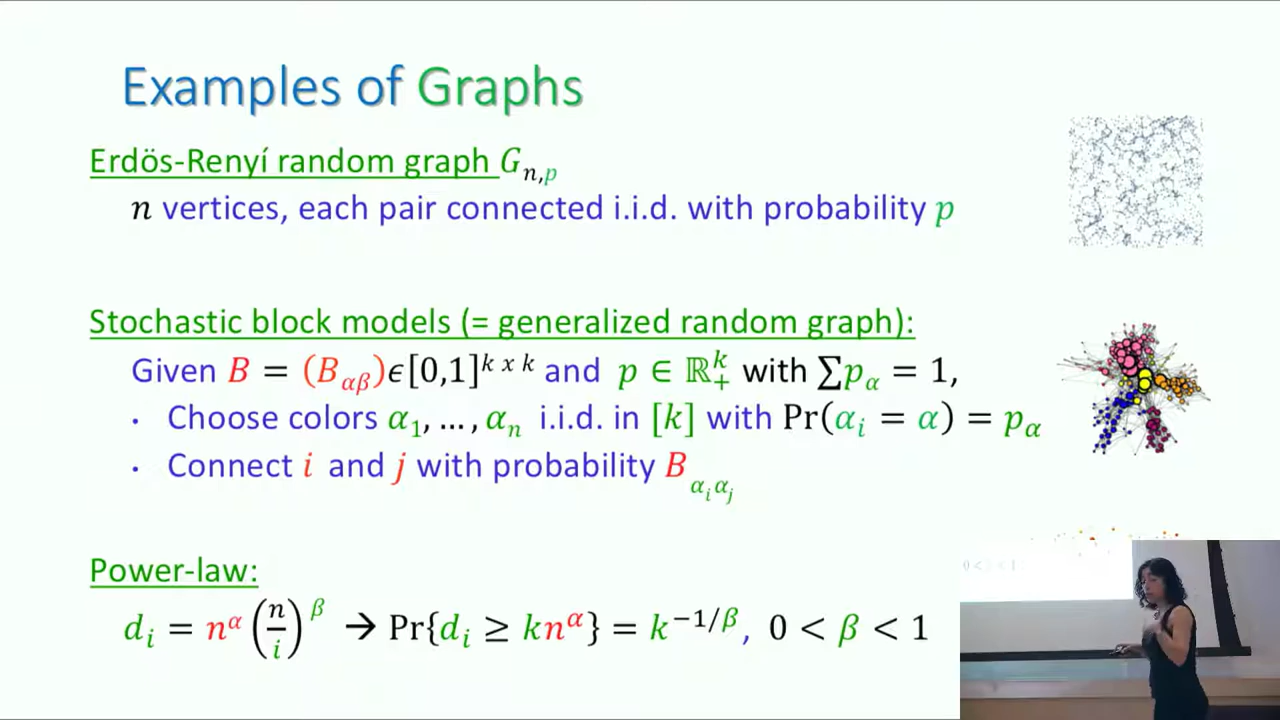 Examples of Graphs
Erdös-Renyí random graph G_{n,p}
n vertices, each pair connected i.i.d. with probability p
Stochastic block models (= generalized random graph):
Given B = (B_{αβ})ϵ[0,1]^{k x k} and p ∈ ℝ_+^k with ∑p_α = 1,
• Choose colors α_1, … , α_n i.i.d. in [k] with Pr(α_i = α) = p_α
• Connect i and j with probability B_{α_i α_j}
Power-law:
d_i = n^α (n/i)^β → Pr{d_i ≥ kn^α} = k^{-1/β}, 0 < β < 1